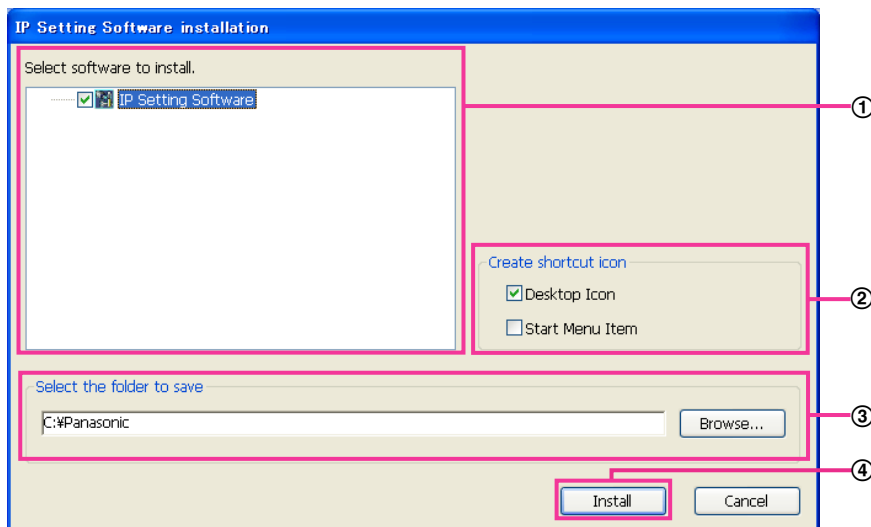 IP Setting Software installation
Select software to install.
IP Setting Software
①
Create shortcut icon
Desktop Icon
Start Menu Item
②
Select the folder to save
C:¥Panasonic
Browse...
③
④
Install
Cancel